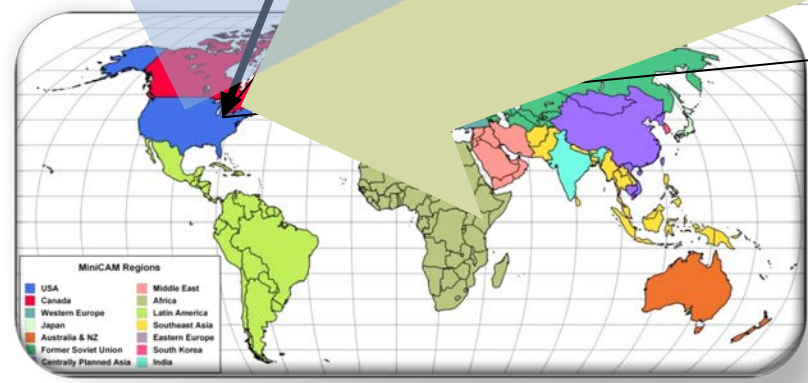 MiniCAM Regions
USA
Canada
Western Europe
Japan
Australia & NZ
Former Soviet Union
Centrally Planned Asia
Middle East
Africa
Latin America
Southeast Asia
Eastern Europe
South Korea
India